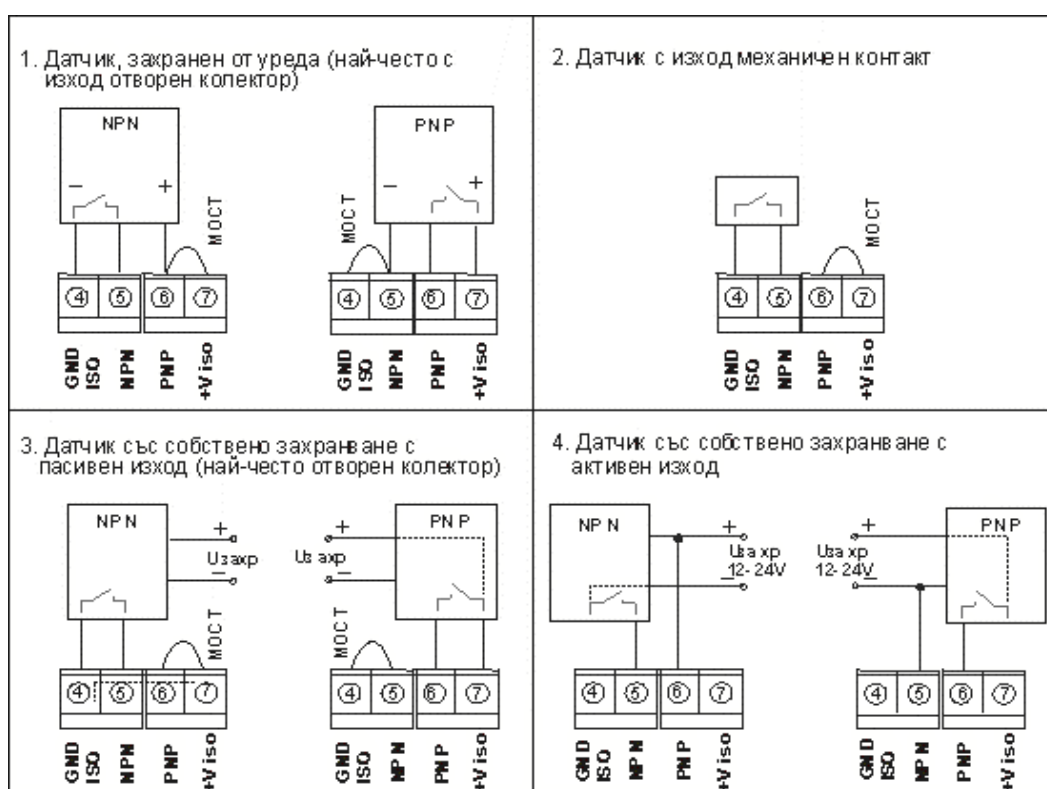 1. Датчик, захранен от уреда (най-често с
изход отворен колектор)
NPN
− +
МОСТ
4 5 6 7
GND ISO NPN PNP +Viso
PNP
− +
МОСТ
4 5 6 7
GND ISO NPN PNP +Viso
2. Датчик с изход механичен контакт
МОСТ
4 5 6 7
GND ISO NPN PNP +Viso
3. Датчик със собствено захранване с
пасивен изход (най-често отворен колектор)
NPN
+
Uзахр
−
МОСТ
4 5 6 7
GND ISO NPN PNP +Viso
+
Uзахр
−
PNP
МОСТ
4 5 6 7
GND ISO NPN PNP +Viso
4. Датчик със собствено захранване с
активен изход
NPN
+
Uзахр
12-24V
−
4 5 6 7
GND ISO NPN PNP +Viso
+
Uзахр
12-24V
−
PNP
4 5 6 7
GND ISO NPN PNP +Viso